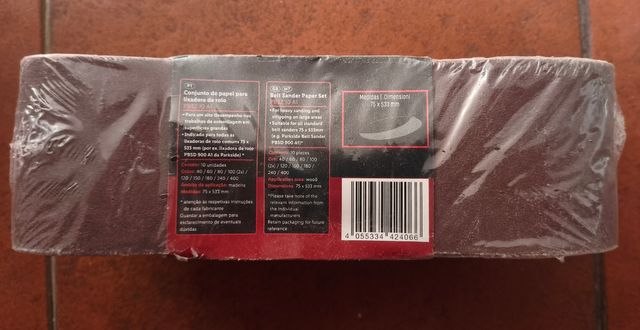 PT
Conjunto de papel para
lixadora de rolo
PBSZ 10 A1
• Para um alto desempenho nos
trabalhos de esmerilagem em
superfícies grandes
• Indicado para todas as
lixadoras de rolo comuns 75 x
533 mm (por ex. lixadora de rolo
PBSD 900 A1 da Parkside) *
Contém: 10 unidades
Grãos: 40 / 60 / 80 / 100 (2x) /
120 / 150 / 180 / 240 / 400
Âmbito de aplicação: madeira
Medidas: 75 x 533 mm
* atenção às respetivas instruções
de cada fabricante
Guardar a embalagem para
esclarecimento de eventuais
dúvidas
GB MT
Belt Sander Paper Set
PBSZ 10 A1
• For heavy sanding and
stripping on large areas
• Suitable for all standard
belt sanders 75 x 533mm
(e.g. Parkside Belt Sander
PBSD 900 A1)*
Contents: 10 pieces
Grit: 40 / 60 / 80 / 100
(2x) / 120 / 150 / 180 /
240 / 400
Application area: wood
Dimensions: 75 x 533 mm
*Please take note of the
relevant information from
the individual
manufacturers
Retain packaging for future
reference
Medidas | Dimensions
75 x 533 mm
4 055334 424066